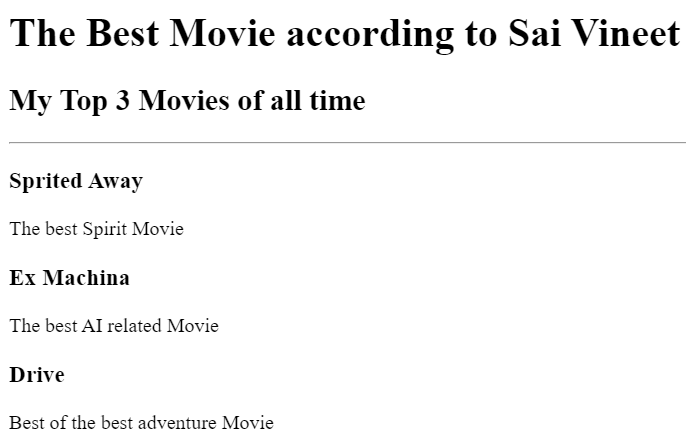 The Best Movie according to Sai Vineet
My Top 3 Movies of all time
Sprited Away
The best Spirit Movie
Ex Machina
The best AI related Movie
Drive
Best of the best adventure Movie